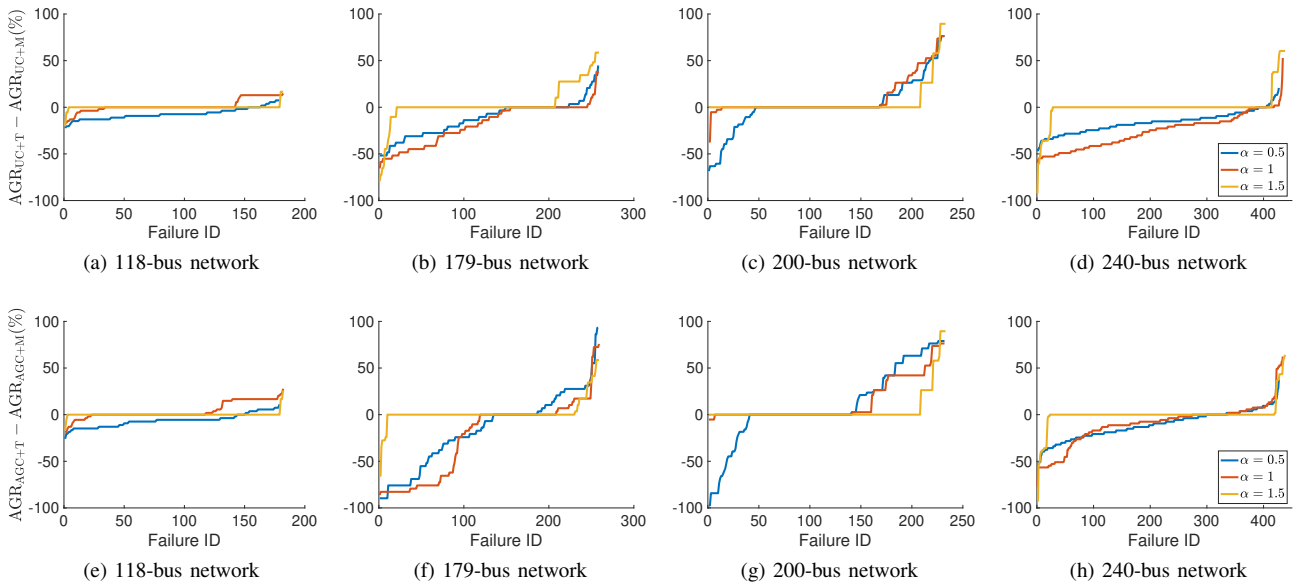 AGR_UC+T − AGR_UC+M(%)
100
50
0
-50
-100
0 50 100 150 200
Failure ID
(a) 118-bus network
100
50
0
-50
-100
0 100 200 300
Failure ID
(b) 179-bus network
100
50
0
-50
-100
0 50 100 150 200 250
Failure ID
(c) 200-bus network
100
50
0
-50
-100
0 100 200 300 400
Failure ID
α = 0.5
α = 1
α = 1.5
(d) 240-bus network
AGR_AGC+T − AGR_AGC+M(%)
100
50
0
-50
-100
0 50 100 150 200
Failure ID
(e) 118-bus network
100
50
0
-50
-100
0 100 200 300
Failure ID
(f) 179-bus network
100
50
0
-50
-100
0 50 100 150 200 250
Failure ID
(g) 200-bus network
100
50
0
-50
-100
0 100 200 300 400
Failure ID
α = 0.5
α = 1
α = 1.5
(h) 240-bus network